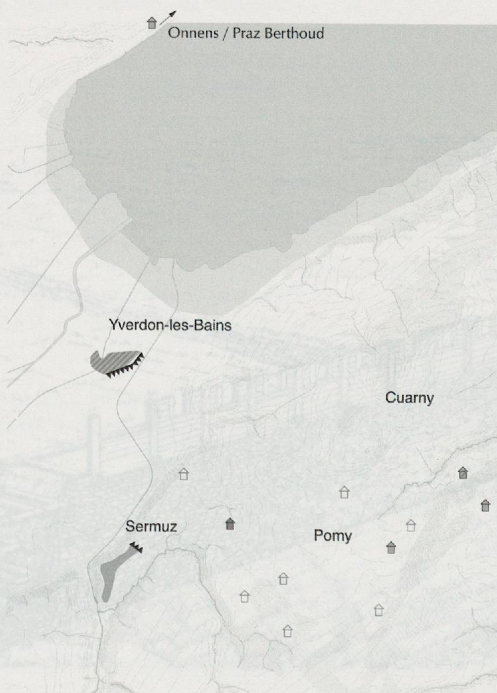 Onnens / Praz Berthoud
Yverdon-les-Bains
Cuarny
Sermuz
Pomy